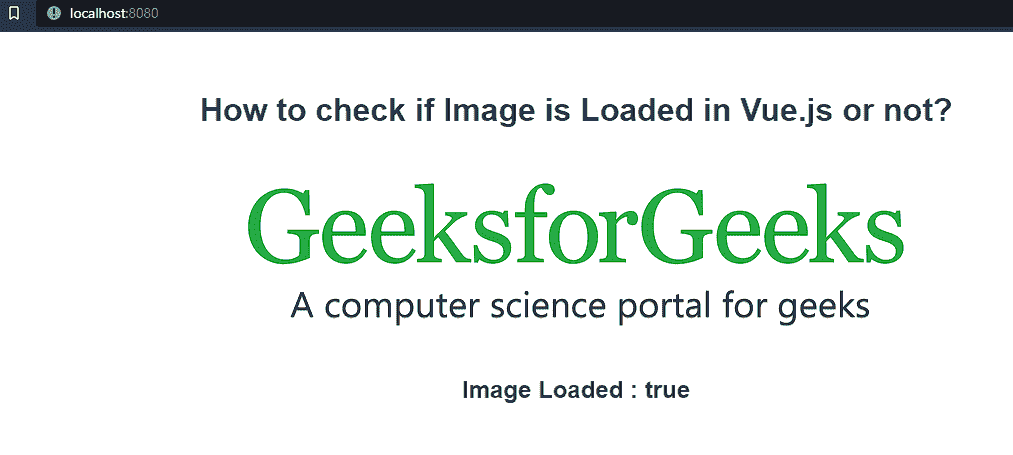 localhost:8080
How to check if Image is Loaded in Vue.js or not?
GeeksforGeeks
A computer science portal for geeks
Image Loaded : true